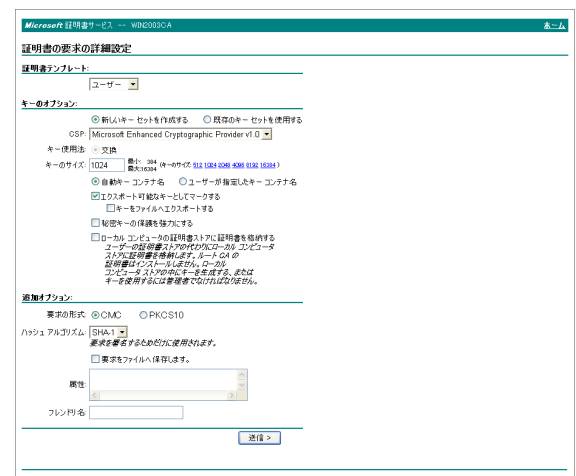 Microsoft 証明書サービス -- WIN2003CA ホーム
証明書の要求の詳細設定
証明書テンプレート:
ユーザー
キーのオプション:
新しいキー セットを作成する 既存のキー セットを使用する
CSP: Microsoft Enhanced Cryptographic Provider v1.0
キー使用法: 交換
キーのサイズ: 1024 最小: 384 最大:16384 (キーのサイズ: 512 1024 2048 4096 8192 16384 )
自動キー コンテナ名 ユーザーが指定したキー コンテナ名
エクスポート可能なキーとしてマークする
キーをファイルへエクスポートする
秘密キーの保護を強力にする
ローカル コンピュータの証明書ストアに証明書を格納する
ユーザーの証明書ストアの代わりにローカル コンピュータ
ストアに証明書を格納します。ルート CA の
証明書はインストールしません。ローカル
コンピュータ ストアの中にキーを生成する、または
キーを使用するには管理者でなければなりません。
追加オプション:
要求の形式: CMC PKCS10
ハッシュ アルゴリズム: SHA-1
要求を署名するためだけに使用されます。
要求をファイルへ保存します。
属性:
フレンドリ名:
送信 >